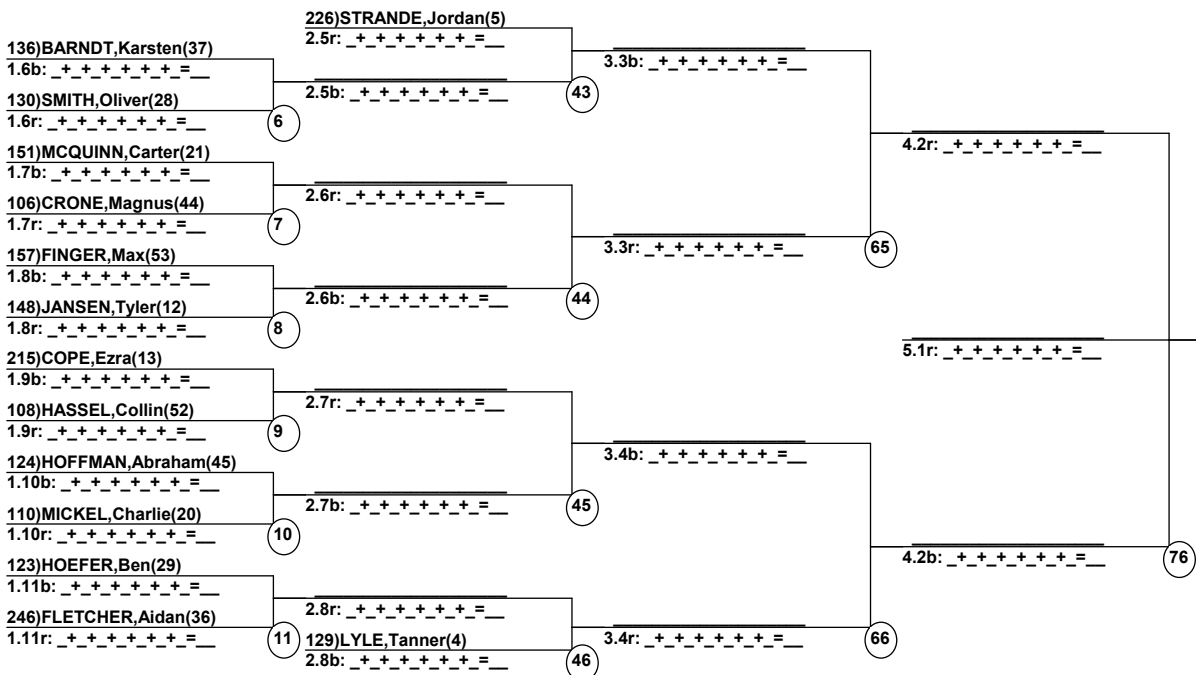 226)STRANDE,Jordan(5)
2.5r: _+_+_+_+_+_=__
136)BARNDT,Karsten(37)
1.6b: _+_+_+_+_+_=__
3.3b: _+_+_+_+_+_=__
2.5b: _+_+_+_+_+_=__
43
130)SMITH,Oliver(28)
1.6r: _+_+_+_+_+_=__
6
4.2r: _+_+_+_+_+_=__
151)MCQUINN,Carter(21)
1.7b: _+_+_+_+_+_=__
2.6r: _+_+_+_+_+_=__
106)CRONE,Magnus(44)
1.7r: _+_+_+_+_+_=__
7
3.3r: _+_+_+_+_+_=__
65
157)FINGER,Max(53)
1.8b: _+_+_+_+_+_=__
2.6b: _+_+_+_+_+_=__
44
148)JANSEN,Tyler(12)
1.8r: _+_+_+_+_+_=__
8
5.1r: _+_+_+_+_+_=__
215)COPE,Ezra(13)
1.9b: _+_+_+_+_+_=__
2.7r: _+_+_+_+_+_=__
108)HASSEL,Collin(52)
1.9r: _+_+_+_+_+_=__
9
3.4b: _+_+_+_+_+_=__
124)HOFFMAN,Abraham(45)
1.10b: _+_+_+_+_+_=__
2.7b: _+_+_+_+_+_=__
45
110)MICKEL,Charlie(20)
1.10r: _+_+_+_+_+_=__
10
4.2b: _+_+_+_+_+_=__
76
123)HOEFER,Ben(29)
1.11b: _+_+_+_+_+_=__
2.8r: _+_+_+_+_+_=__
246)FLETCHER,Aidan(36)
1.11r: _+_+_+_+_+_=__
11
3.4r: _+_+_+_+_+_=__
66
129)LYLE,Tanner(4)
2.8b: _+_+_+_+_+_=__
46